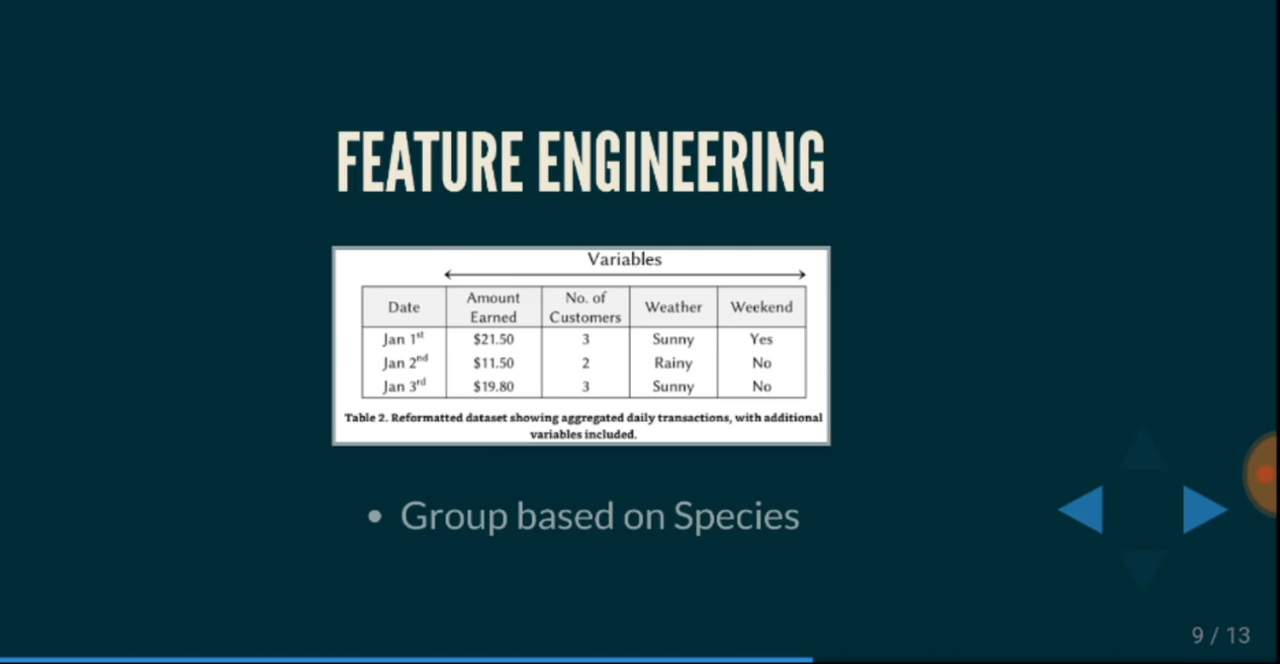 FEATURE ENGINEERING
Variables
Date Amount Earned No. of Customers Weather Weekend
Jan 1st $21.50 3 Sunny Yes
Jan 2nd $11.50 2 Rainy No
Jan 3rd $19.80 3 Sunny No
Table 2. Reformatted dataset showing aggregated daily transactions, with additional
variables included.
• Group based on Species
9 / 13